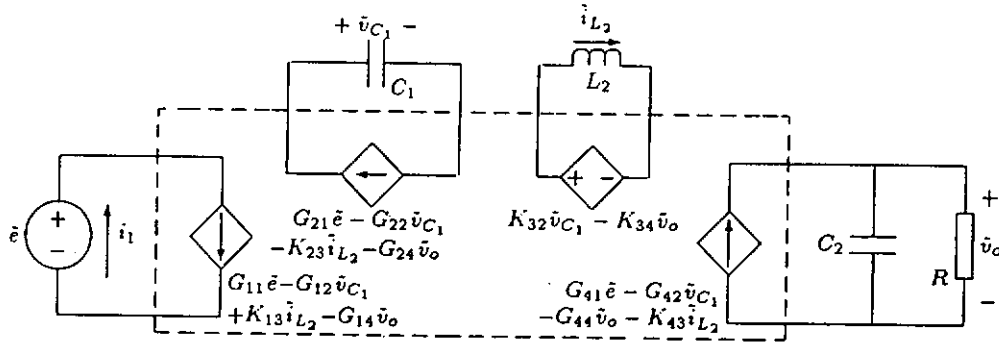 + ṽ_{C_1} −
C_1
ĩ_{L_2}
L_2
+ −
G_{21}ẽ − G_{22}ṽ_{C_1}
−K_{23}ĩ_{L_2} − G_{24}ṽ_o
K_{32}ṽ_{C_1} − K_{34}ṽ_o
ẽ
+
−
ĩ_1
G_{11}ẽ − G_{12}ṽ_{C_1}
+K_{13}ĩ_{L_2} − G_{14}ṽ_o
G_{41}ẽ − G_{42}ṽ_{C_1}
−G_{44}ṽ_o − K_{43}ĩ_{L_2}
C_2
R
+
ṽ_o
−